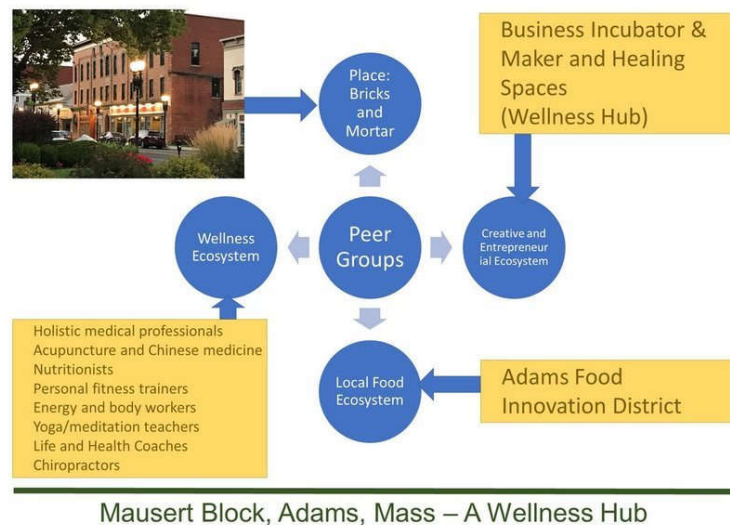 Place:
Bricks
and
Mortar
Business Incubator &
Maker and Healing
Spaces
(Wellness Hub)
Wellness
Ecosystem
Peer
Groups
Creative and
Entrepreneur
ial Ecosystem
Holistic medical professionals
Acupuncture and Chinese medicine
Nutritionists
Personal fitness trainers
Energy and body workers
Yoga/meditation teachers
Life and Health Coaches
Chiropractors
Local Food
Ecosystem
Adams Food
Innovation District
Mausert Block, Adams, Mass – A Wellness Hub